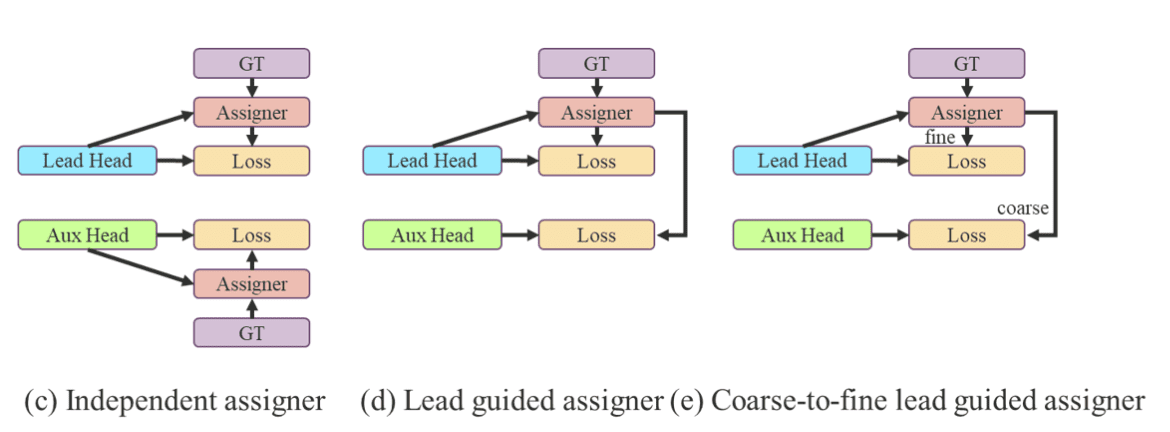 GT
Assigner
Lead Head
Loss
Aux Head
Loss
Assigner
GT
(c) Independent assigner
GT
Assigner
Lead Head
Loss
Aux Head
Loss
(d) Lead guided assigner
GT
Assigner
fine
Lead Head
Loss
coarse
Aux Head
Loss
(e) Coarse-to-fine lead guided assigner